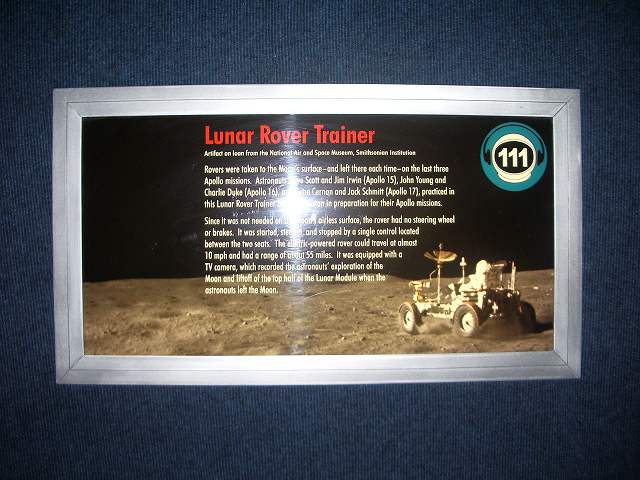 Lunar Rover Trainer
Artifact on loan from the National Air and Space Museum, Smithsonian Institution
111
Rovers were taken to the Moon's surface—and left there each time—on the last three
Apollo missions. Astronauts Scott and Jim Irwin (Apollo 15), John Young and
Charlie Duke (Apollo 16), Cernan and Jack Schmitt (Apollo 17), practiced in
this Lunar Rover Trainer in preparation for their Apollo missions.
Since it was not needed on airless surface, the rover had no steering wheel
or brakes. It was started, and stopped by a single control located
between the two seats. The electric-powered rover could travel at almost
10 mph and had a range of about 55 miles. It was equipped with a
TV camera, which recorded the astronauts' exploration of the
Moon and liftoff of the top half of the Lunar Module when the
astronauts left the Moon.